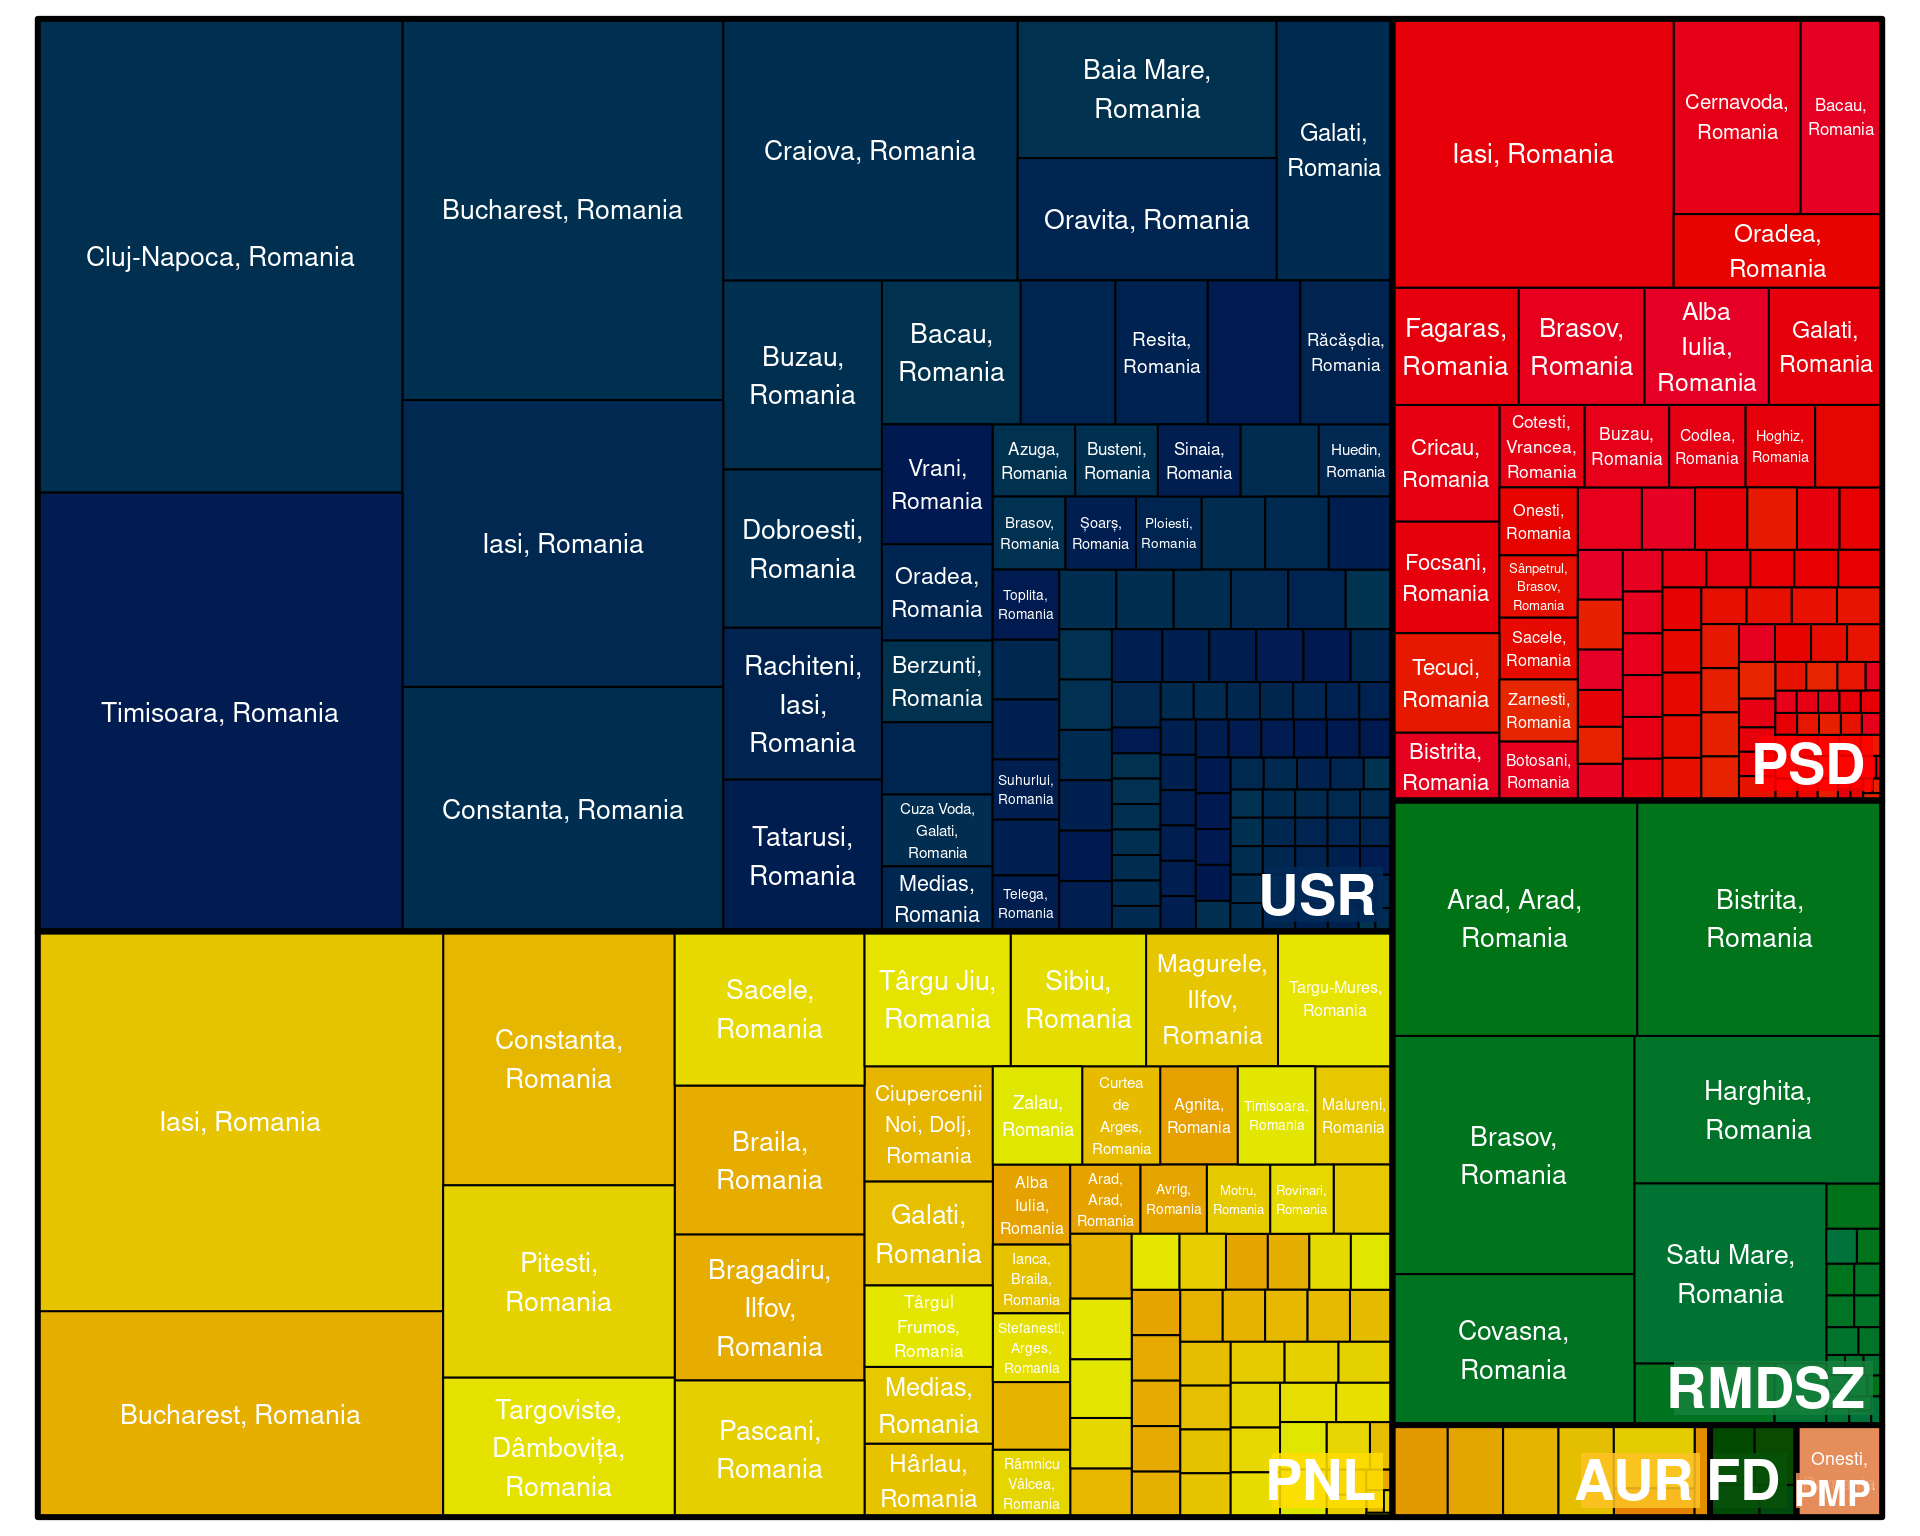 Cluj-Napoca, Romania
Timisoara, Romania
Bucharest, Romania
Iasi, Romania
Constanta, Romania
Craiova, Romania
Baia Mare,
Romania
Oravita, Romania
Galati,
Romania
Buzau,
Romania
Dobroesti,
Romania
Rachiteni,
Iasi,
Romania
Tatarusi,
Romania
Bacau,
Romania
Resita,
Romania
Răcășdia,
Romania
Vrani,
Romania
Oradea,
Romania
Berzunti,
Romania
Cuza Voda,
Galati,
Romania
Medias,
Romania
Azuga,
Romania
Busteni,
Romania
Sinaia,
Romania
Huedin,
Romania
Brasov,
Romania
Șoarș,
Romania
Ploiesti,
Romania
Toplita,
Romania
Suhurlui,
Romania
Telega,
Romania
USR
Iasi, Romania
Cernavoda,
Romania
Bacau,
Romania
Oradea,
Romania
Fagaras,
Romania
Brasov,
Romania
Alba
Iulia,
Romania
Galati,
Romania
Cricau,
Romania
Focsani,
Romania
Tecuci,
Romania
Bistrita,
Romania
Cotesti,
Vrancea,
Romania
Buzau,
Romania
Codlea,
Romania
Hoghiz,
Romania
Onesti,
Romania
Sânpetrul,
Brasov,
Romania
Sacele,
Romania
Zarnesti,
Romania
Botosani,
Romania
PSD
Iasi, Romania
Bucharest, Romania
Constanta,
Romania
Pitesti,
Romania
Targoviste,
Dâmbovița,
Romania
Sacele,
Romania
Braila,
Romania
Bragadiru,
Ilfov,
Romania
Pascani,
Romania
Târgu Jiu,
Romania
Sibiu,
Romania
Magurele,
Ilfov,
Romania
Targu-Mures,
Romania
Ciupercenii
Noi, Dolj,
Romania
Galati,
Romania
Târgul
Frumos,
Romania
Medias,
Romania
Hârlau,
Romania
Zalau,
Romania
Curtea
de
Arges,
Romania
Agnita,
Romania
Timisoara,
Romania
Malureni,
Romania
Alba
Iulia,
Romania
Arad,
Arad,
Romania
Avrig,
Romania
Motru,
Romania
Rovinari,
Romania
Ianca,
Braila,
Romania
Stefanesti,
Arges,
Romania
Râmnicu
Vâlcea,
Romania
PNL
Arad, Arad,
Romania
Bistrita,
Romania
Brasov,
Romania
Harghita,
Romania
Covasna,
Romania
Satu Mare,
Romania
RMDSZ
AUR
FD
Onesti,
PMP